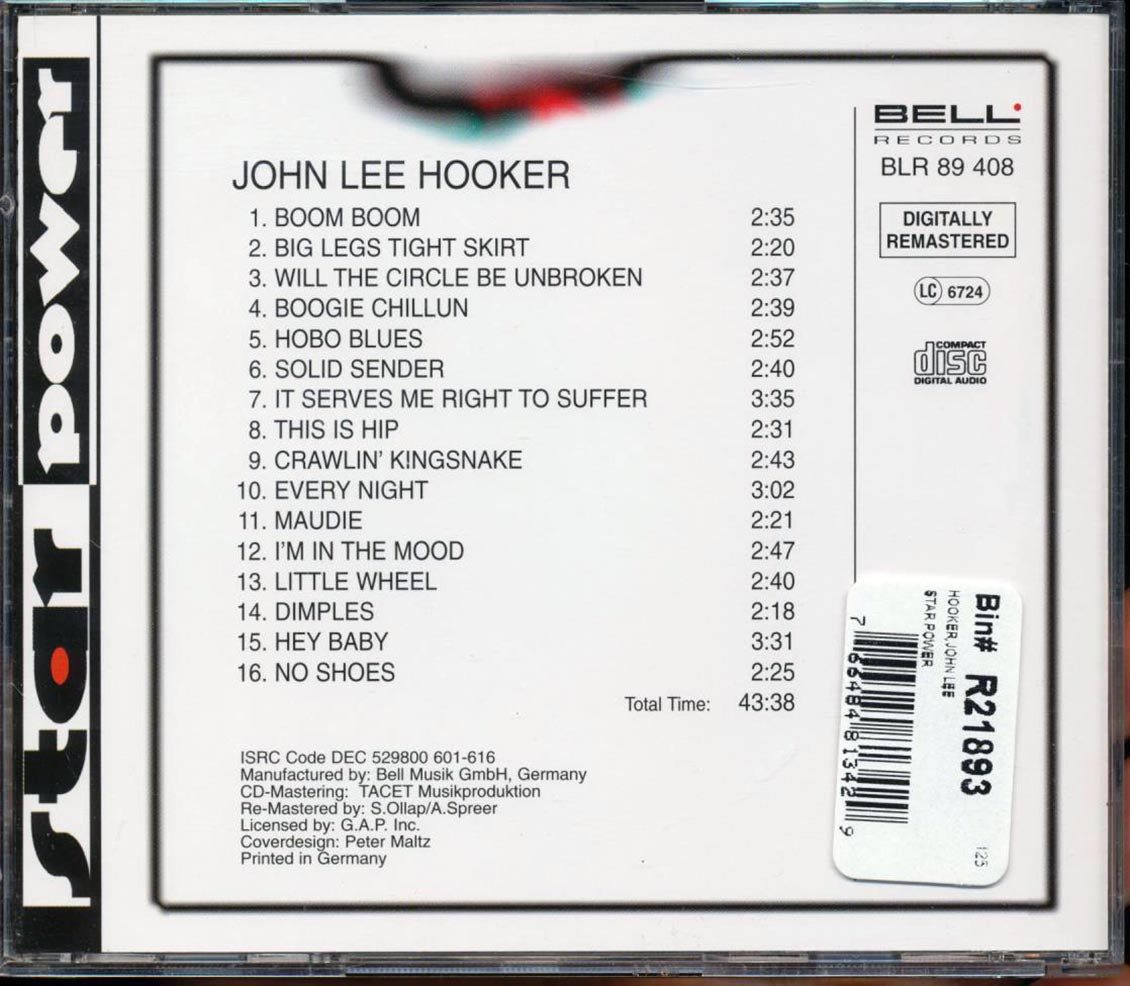 star power
JOHN LEE HOOKER
1. BOOM BOOM 2:35
2. BIG LEGS TIGHT SKIRT 2:20
3. WILL THE CIRCLE BE UNBROKEN 2:37
4. BOOGIE CHILLUN 2:39
5. HOBO BLUES 2:52
6. SOLID SENDER 2:40
7. IT SERVES ME RIGHT TO SUFFER 3:35
8. THIS IS HIP 2:31
9. CRAWLIN' KINGSNAKE 2:43
10. EVERY NIGHT 3:02
11. MAUDIE 2:21
12. I'M IN THE MOOD 2:47
13. LITTLE WHEEL 2:40
14. DIMPLES 2:18
15. HEY BABY 3:31
16. NO SHOES 2:25
Total Time: 43:38
ISRC Code DEC 529800 601-616
Manufactured by: Bell Musik GmbH, Germany
CD-Mastering: TACET Musikproduktion
Re-Mastered by: S.Ollap/A.Spreer
Licensed by: G.A.P. Inc.
Coverdesign: Peter Maltz
Printed in Germany
BELL
RECORDS
BLR 89 408
DIGITALLY
REMASTERED
LC 6724
COMPACT
disc
DIGITAL AUDIO
Bin# R21893
HOOKER,JOHN LEE
STAR POWER
7 66484 81342 9
125